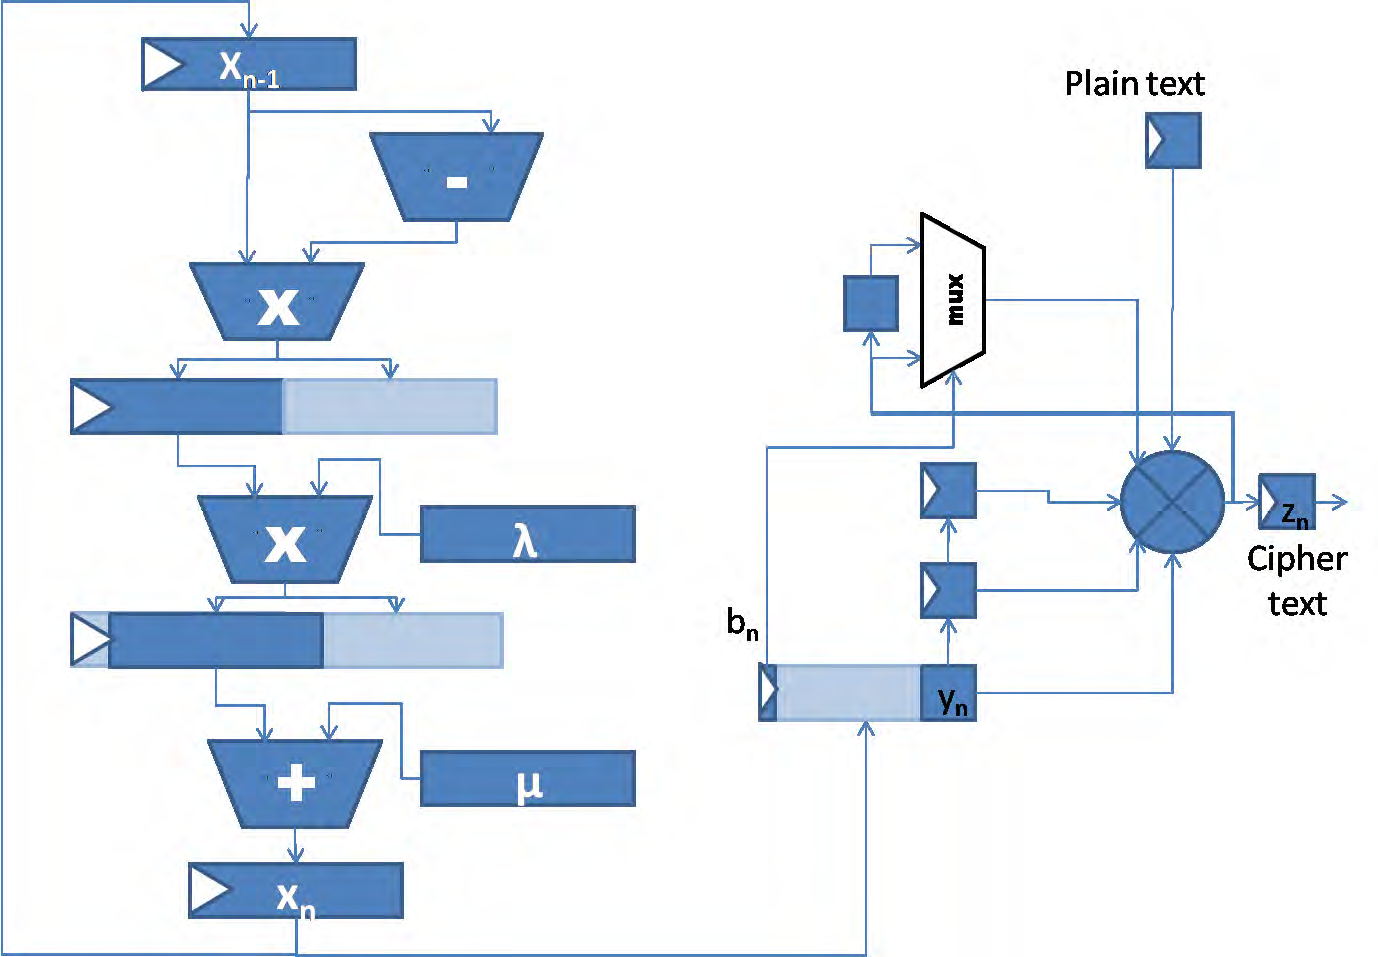 Xn-1
-
x
x
λ
+
μ
xn
Plain text
mux
zn
Cipher
text
bn
yn